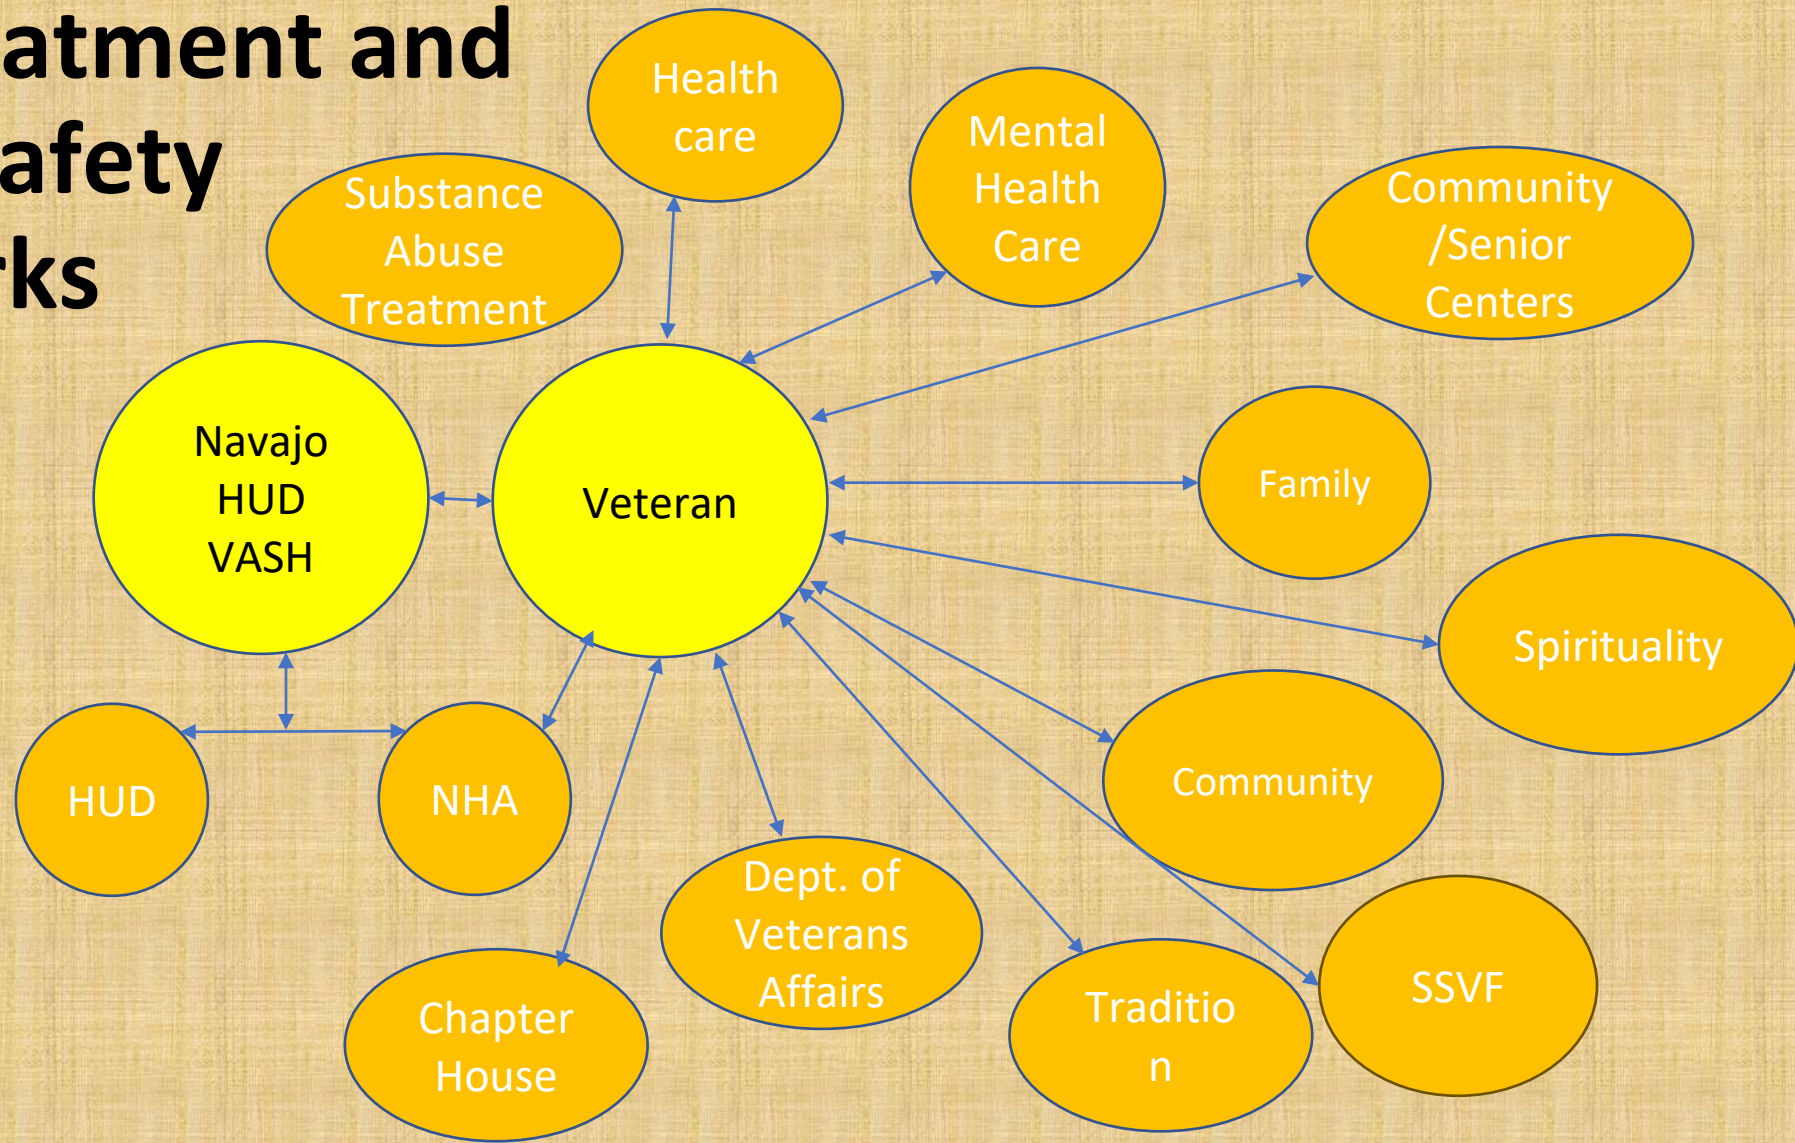 atment and
afety
rks
Health
care
Mental
Health
Care
Substance
Abuse
Treatment
Community
/Senior
Centers
Navajo
HUD
VASH
Veteran
Family
Spirituality
HUD
NHA
Community
Dept. of
Veterans
Affairs
Chapter
House
Traditio
n
SSVF